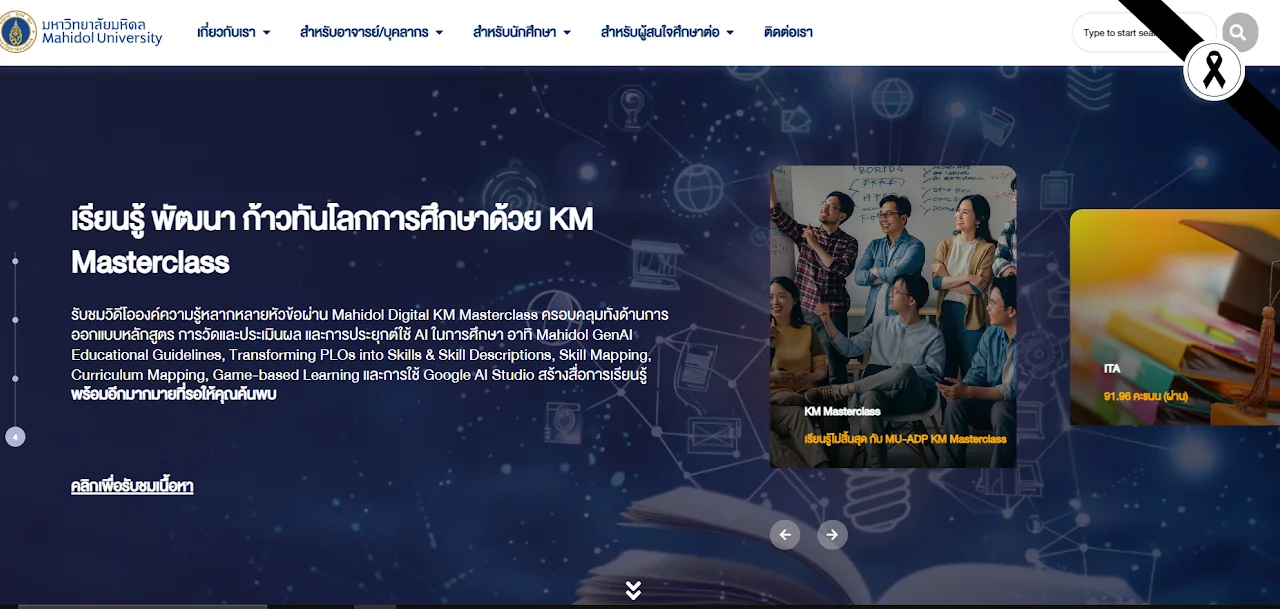 มหาวิทยาลัยมหิดล
Mahidol University
เกี่ยวกับเรา
สำหรับอาจารย์/บุคลากร
สำหรับนักศึกษา
สำหรับผู้สนใจศึกษาต่อ
ติดต่อเรา
Type to start
เรียนรู้ พัฒนา ก้าวทันโลกการศึกษาด้วย KM
Masterclass
รับชมวิดีโอองค์ความรู้หลากหลายหัวข้อผ่าน Mahidol Digital KM Masterclass ครอบคลุมทั้งด้านการ
ออกแบบหลักสูตร การวัดและประเมินผล และการประยุกต์ใช้ AI ในการศึกษา อาทิ Mahidol GenAI
Educational Guidelines, Transforming PLOs into Skills & Skill Descriptions, Skill Mapping,
Curriculum Mapping, Game-based Learning และการใช้ Google AI Studio สร้างสื่อการเรียนรู้
พร้อมอีกมากมายที่รอให้คุณค้นพบ
4
คลิกเพื่อรับชมเนื้อหา
KM Masterclass
เรียนรู้ไม่สิ้นสุด กับ MU-ADP KM Masterclass
ITA
91.96 คะแนน (ผ่าน)